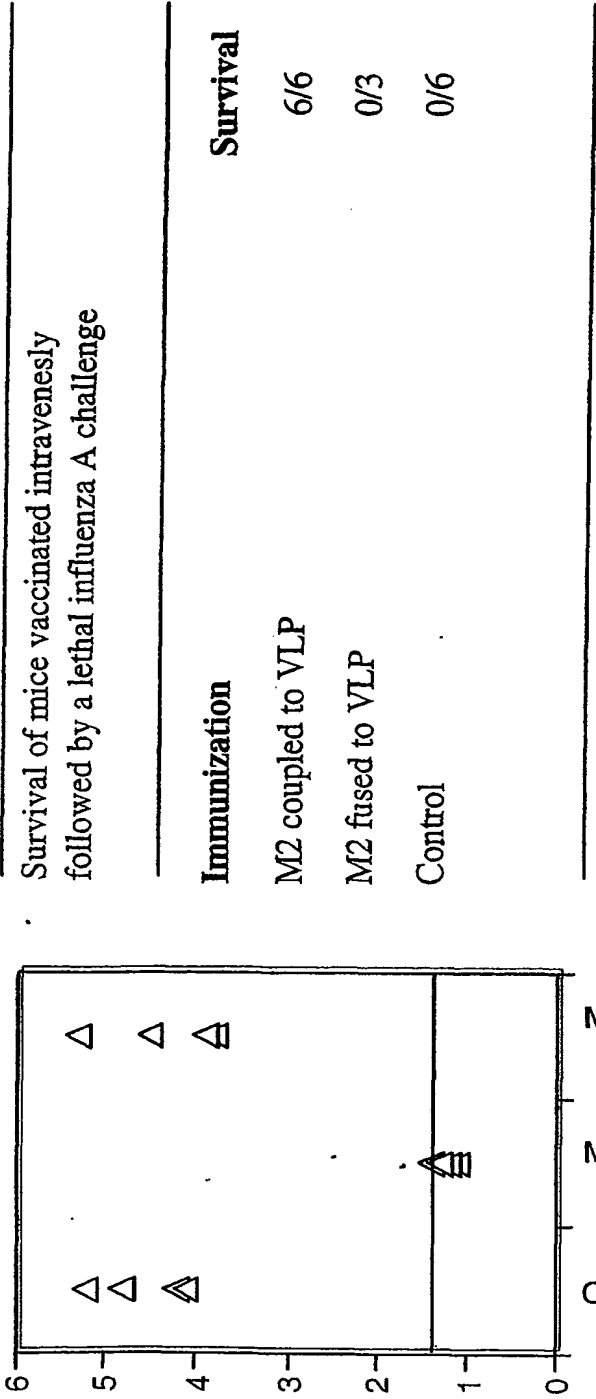 Survival of mice vaccinated intravenesly
followed by a lethal influenza A challenge
Immunization Survival
M2 coupled to VLP 6/6
M2 fused to VLP 0/3
Control 0/6
6
5
4
3
2
1
0